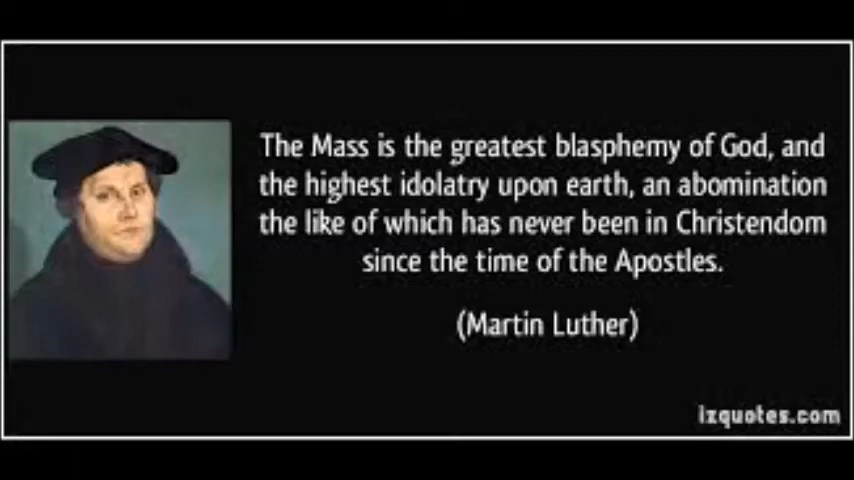 The Mass is the greatest blasphemy of God, and
the highest idolatry upon earth, an abomination
the like of which has never been in Christendom
since the time of the Apostles.
(Martin Luther)
izquotes.com